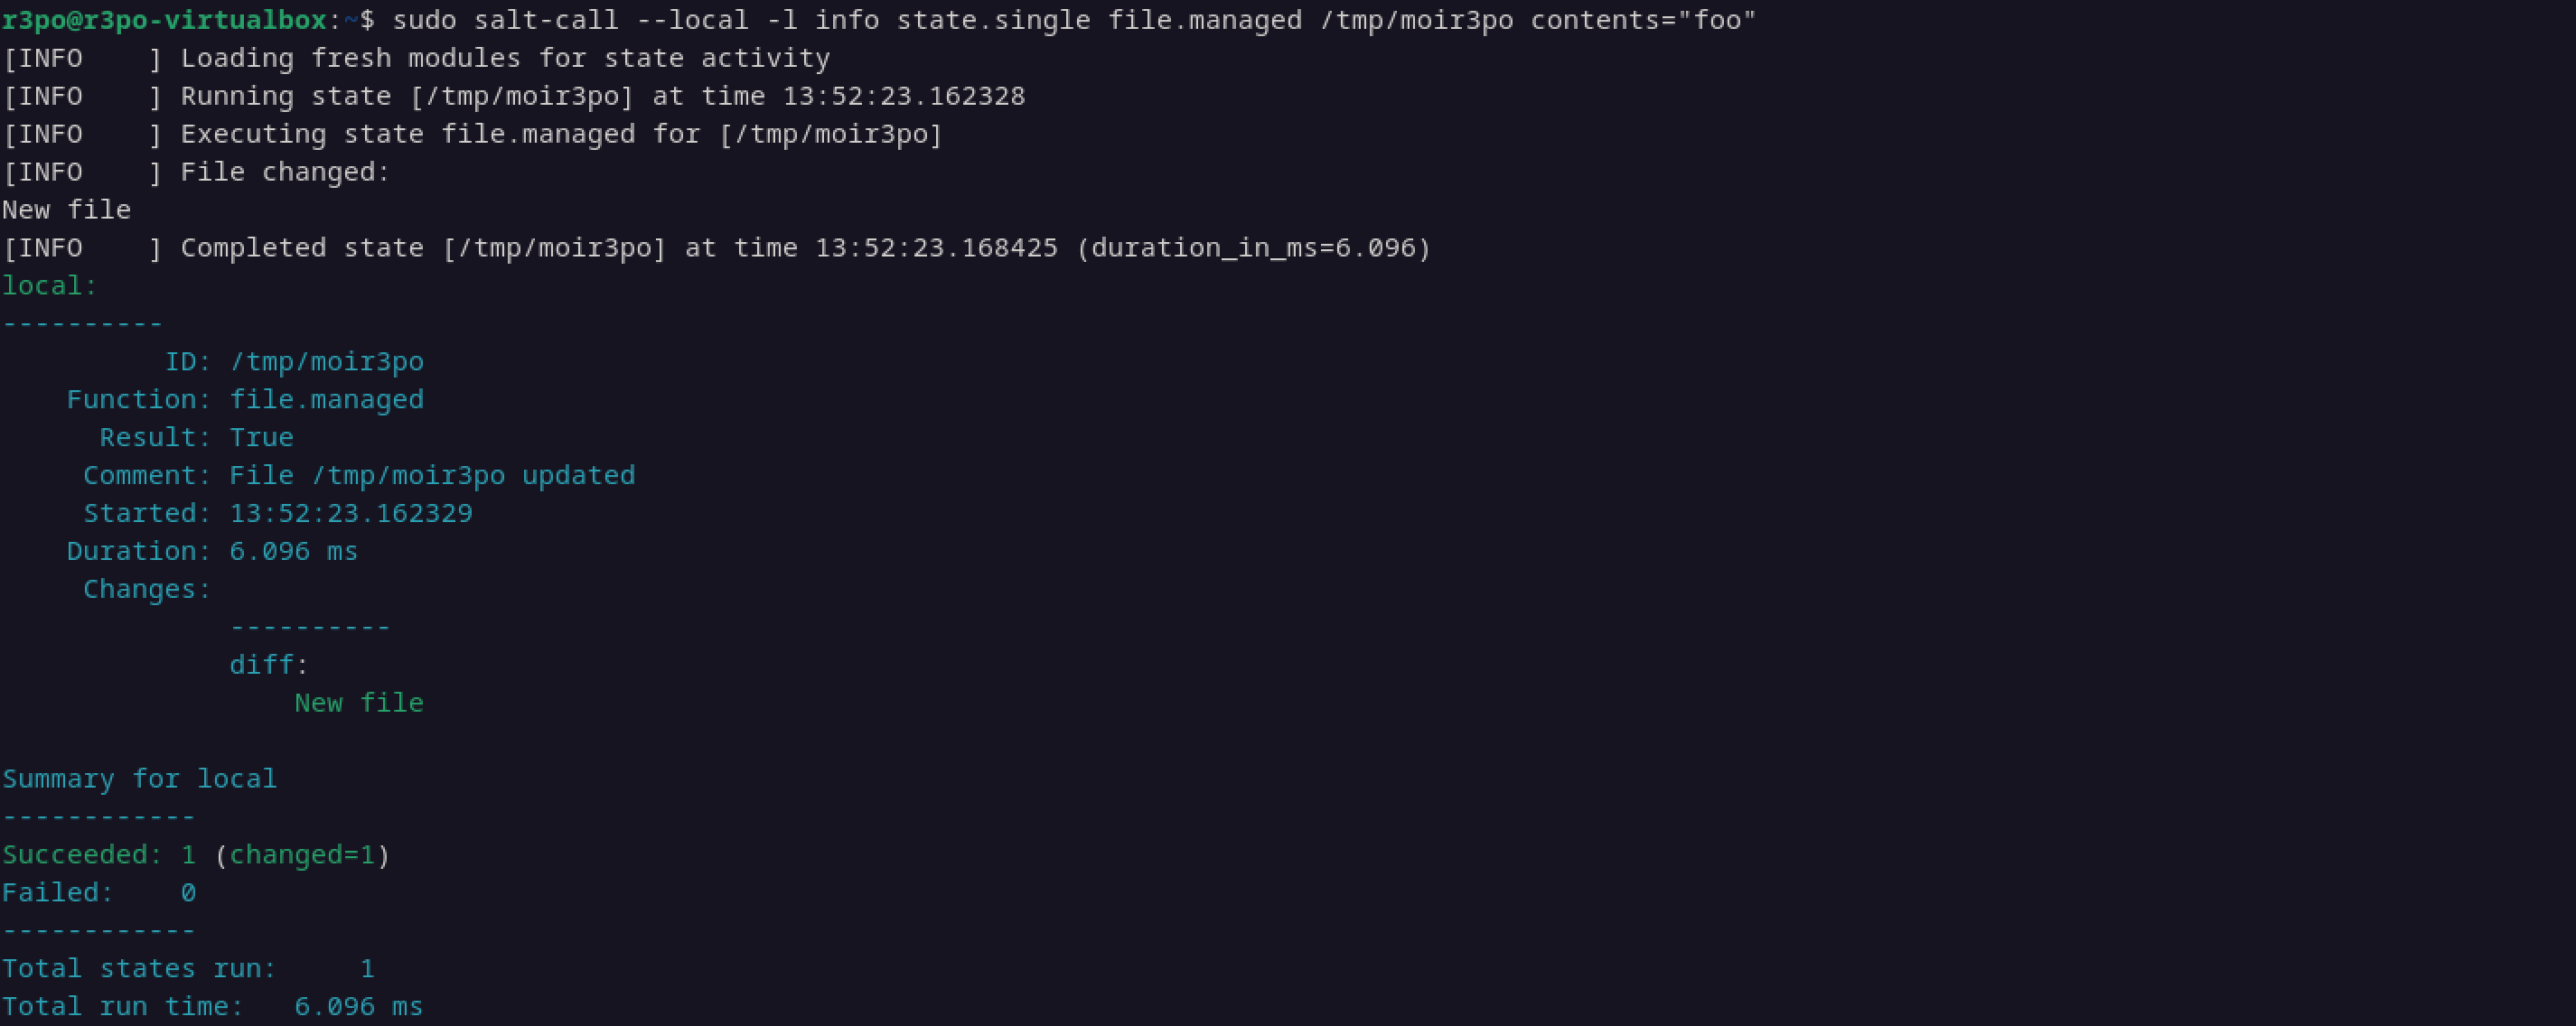 r3po@r3po-virtualbox:~$ sudo salt-call --local -l info state.single file.managed /tmp/moir3po contents="foo"
[INFO    ] Loading fresh modules for state activity
[INFO    ] Running state [/tmp/moir3po] at time 13:52:23.162328
[INFO    ] Executing state file.managed for [/tmp/moir3po]
[INFO    ] File changed:
New file
[INFO    ] Completed state [/tmp/moir3po] at time 13:52:23.168425 (duration_in_ms=6.096)
local:
----------
          ID: /tmp/moir3po
    Function: file.managed
      Result: True
     Comment: File /tmp/moir3po updated
     Started: 13:52:23.162329
    Duration: 6.096 ms
     Changes:
              ----------
              diff:
                  New file

Summary for local
------------
Succeeded: 1 (changed=1)
Failed:    0
------------
Total states run:     1
Total run time:   6.096 ms